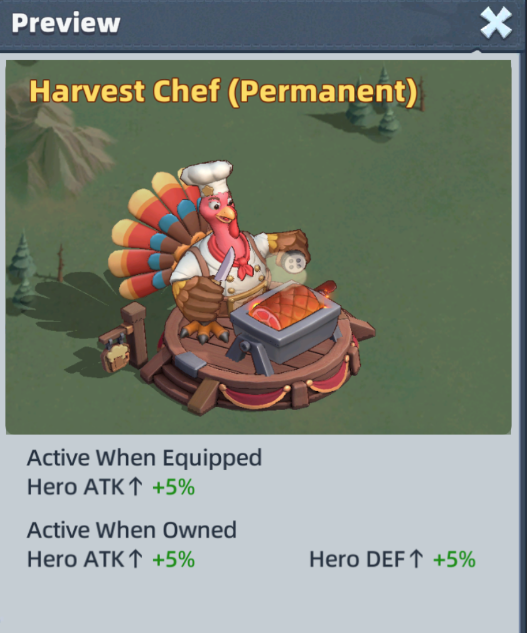 Preview
Harvest Chef (Permanent)
Active When Equipped
Hero ATK↑ +5%
Active When Owned
Hero ATK↑ +5% Hero DEF↑ +5%